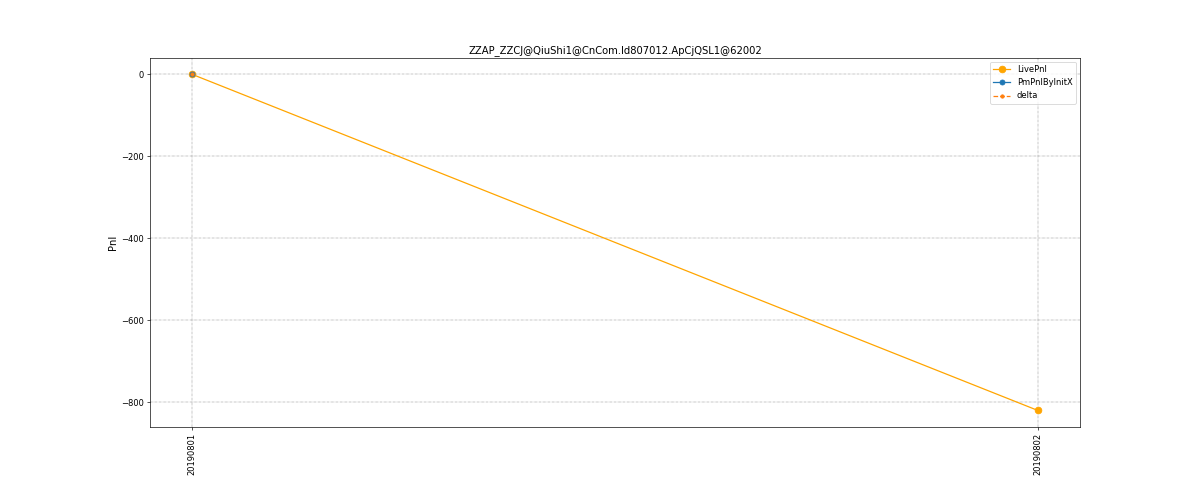 ZZAP_ZZCJ@QiuShi1@CnCom.Id807012.ApCjQSL1@62002
LivePnl
PmPnlByInitX
delta
Pnl
0
−200
−400
−600
−800
20190801
20190802